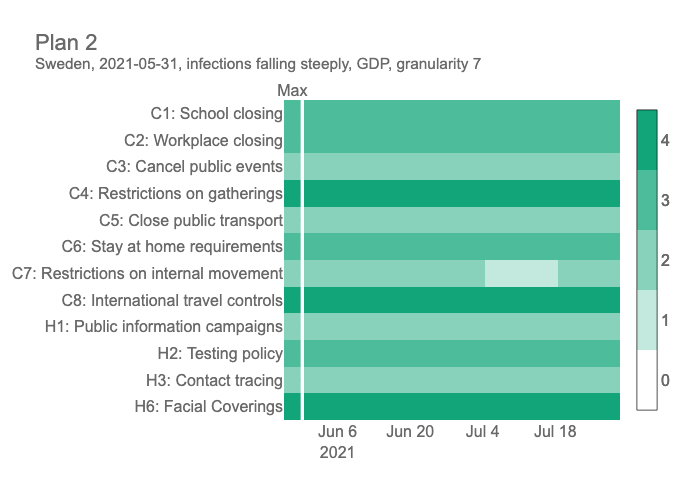 Plan 2
Sweden, 2021-05-31, infections falling steeply, GDP, granularity 7
Max
C1: School closing
C2: Workplace closing
C3: Cancel public events
C4: Restrictions on gatherings
C5: Close public transport
C6: Stay at home requirements
C7: Restrictions on internal movement
C8: International travel controls
H1: Public information campaigns
H2: Testing policy
H3: Contact tracing
H6: Facial Coverings
Jun 6 Jun 20 Jul 4 Jul 18
2021
4
3
2
1
0